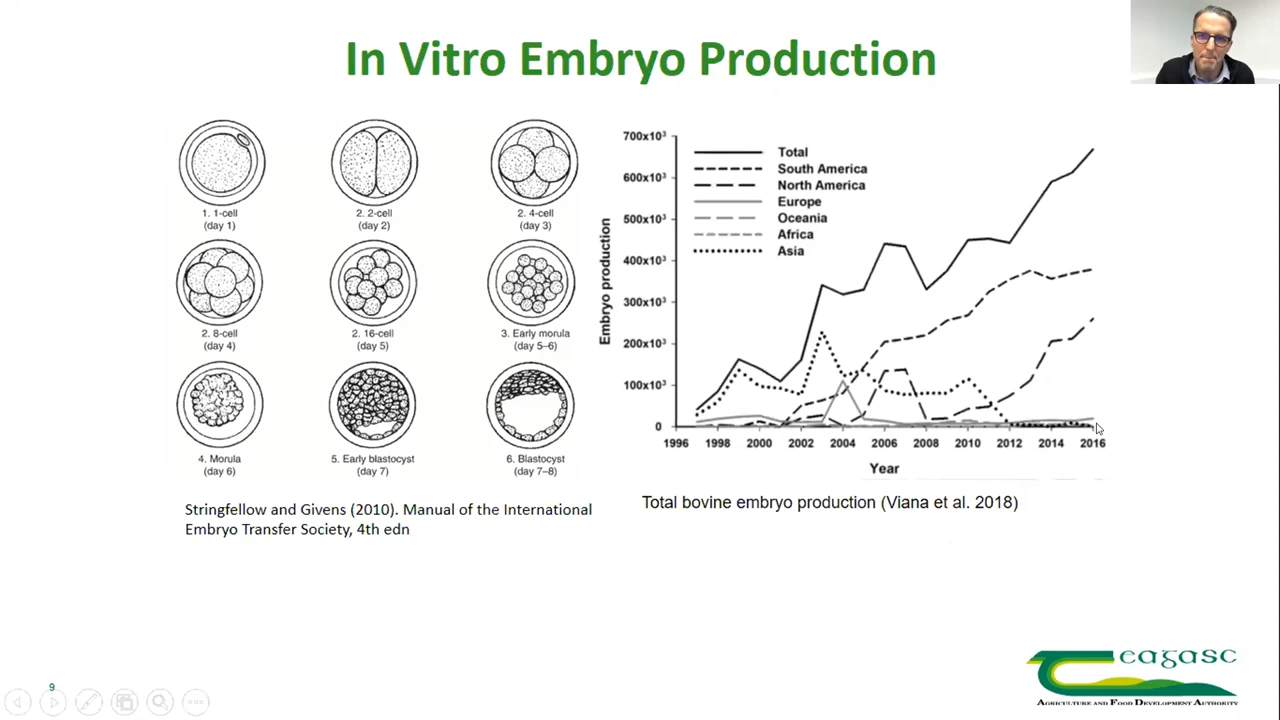 In Vitro Embryo Production
1. 1-cell
(day 1)
2. 2-cell
(day 2)
2. 4-cell
(day 3)
2. 8-cell
(day 4)
2. 16-cell
(day 5)
3. Early morula
(day 5–6)
4. Morula
(day 6)
5. Early blastocyst
(day 7)
6. Blastocyst
(day 7–8)
Stringfellow and Givens (2010). Manual of the International
Embryo Transfer Society, 4th edn
700x10³
600x10³
500x10³
400x10³
300x10³
200x10³
100x10³
0
Embryo production
Total
South America
North America
Europe
Oceania
Africa
Asia
1996 1998 2000 2002 2004 2006 2008 2010 2012 2014 2016
Year
Total bovine embryo production (Viana et al. 2018)
9
Teagasc
Agriculture and Food Development Authority